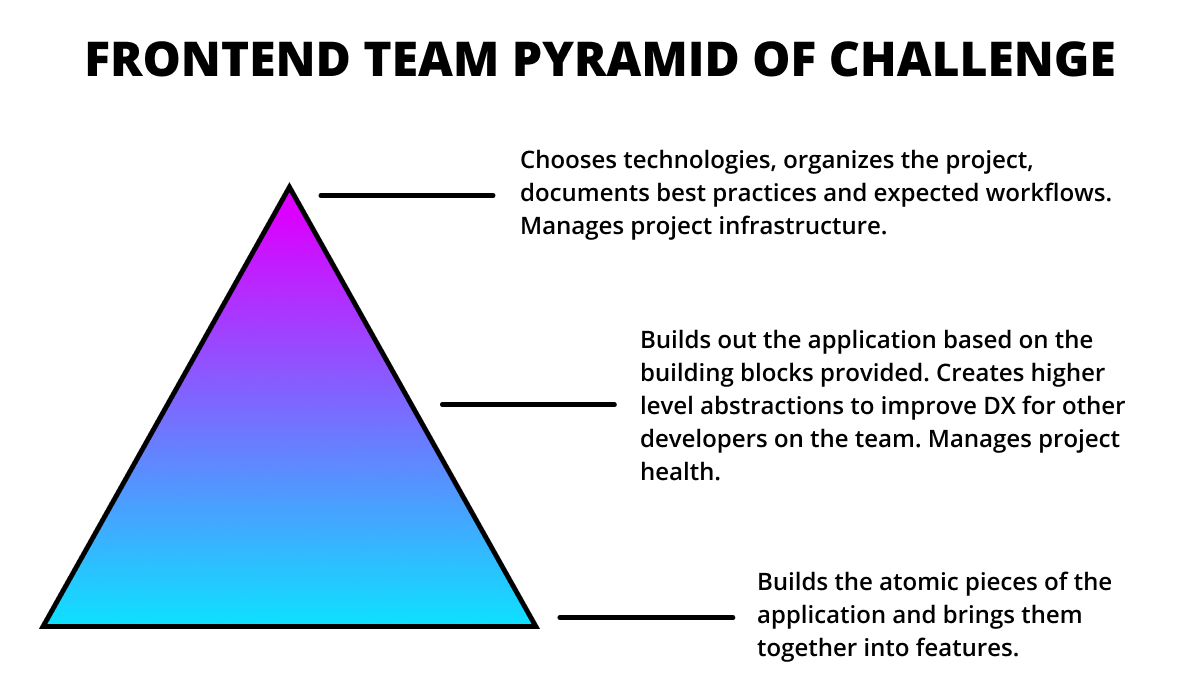 FRONTEND TEAM PYRAMID OF CHALLENGE
Chooses technologies, organizes the project,
documents best practices and expected workflows.
Manages project infrastructure.
Builds out the application based on the
building blocks provided. Creates higher
level abstractions to improve DX for other
developers on the team. Manages project
health.
Builds the atomic pieces of the
application and brings them
together into features.